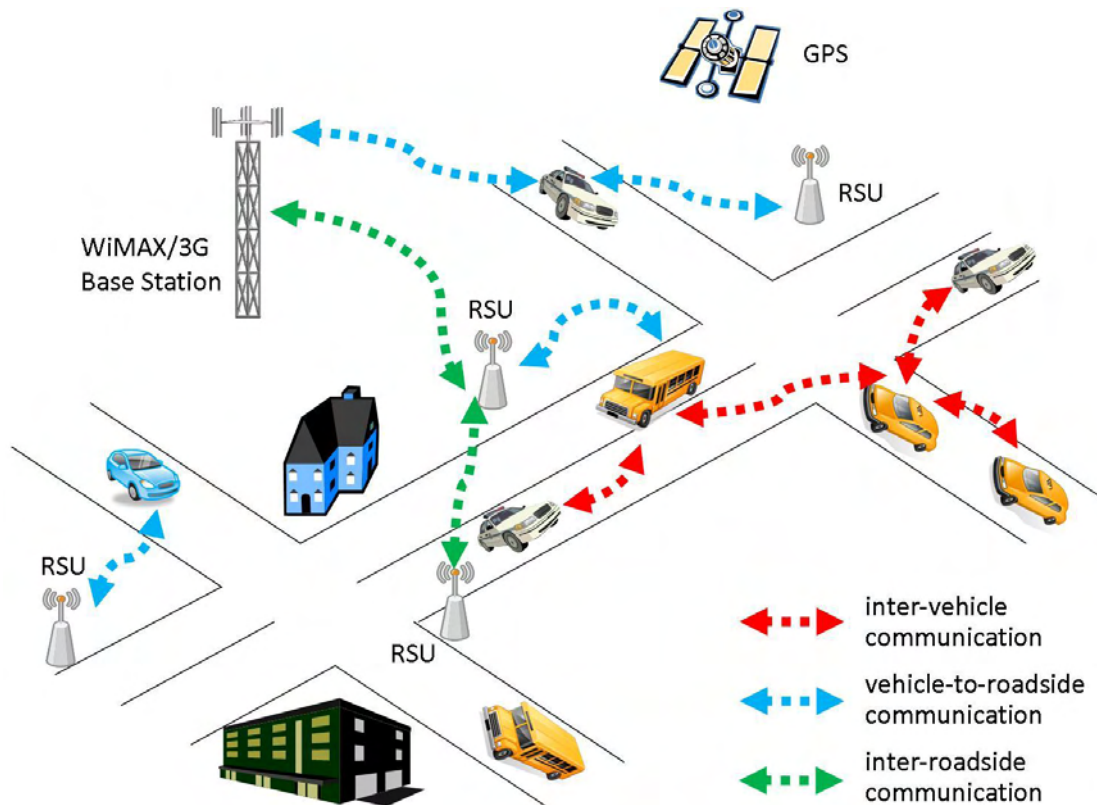 GPS
RSU
WiMAX/3G
Base Station
RSU
RSU
RSU
inter-vehicle
communication
vehicle-to-roadside
communication
inter-roadside
communication